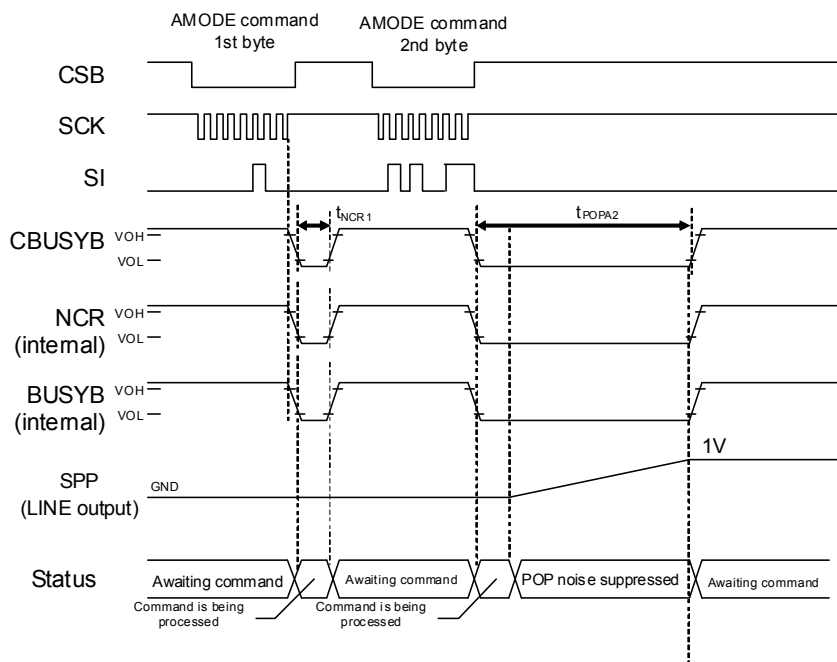 AMODE command
1st byte
AMODE command
2nd byte
CSB
SCK
SI
tNCR1
tPOPA2
CBUSYB
VOH
VOL
NCR
(internal)
VOH
VOL
BUSYB
(internal)
VOH
VOL
1V
SPP
(LINE output)
GND
Status
Awaiting command
Awaiting command
POP noise suppressed
Awaiting command
Command is being
processed
Command is being
processed